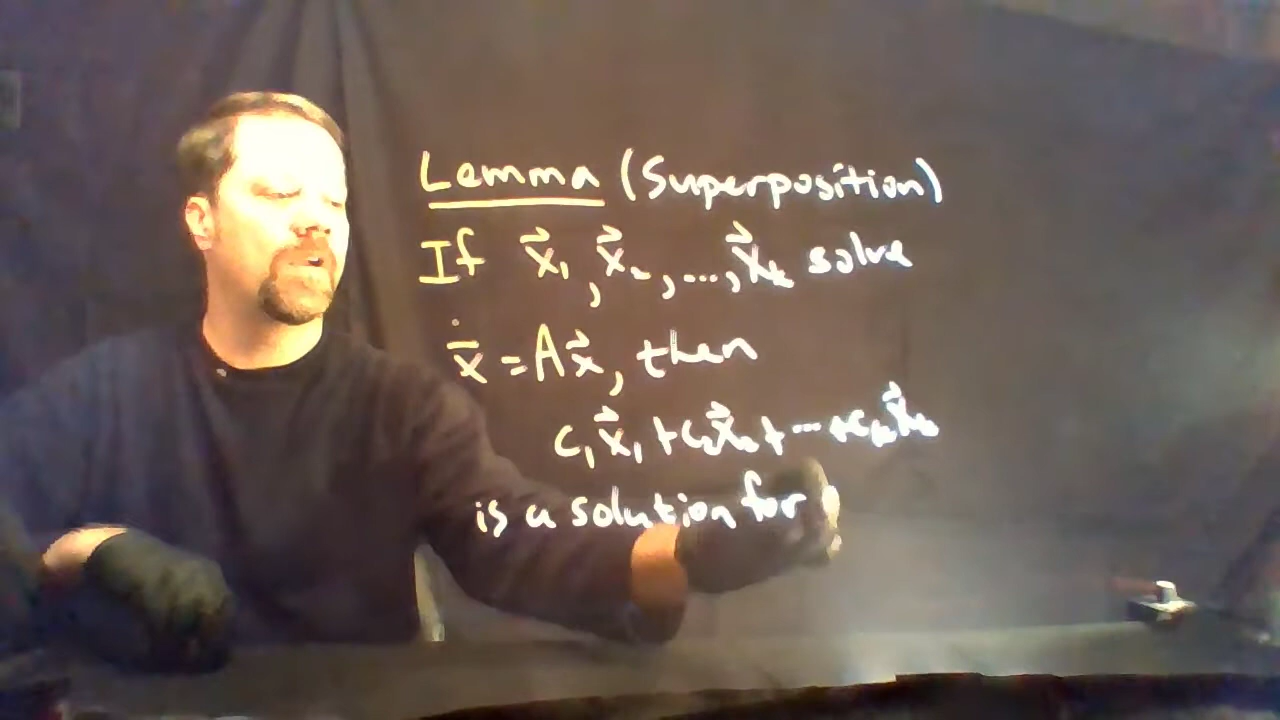 Lemma (Superposition)
If x⃗₁, x⃗₂, ..., x⃗ₖ solve
ẋ⃗ = Ax⃗, then
c₁x⃗₁ + c₂x⃗₂ + ··· + cₖx⃗ₖ
is a solution for